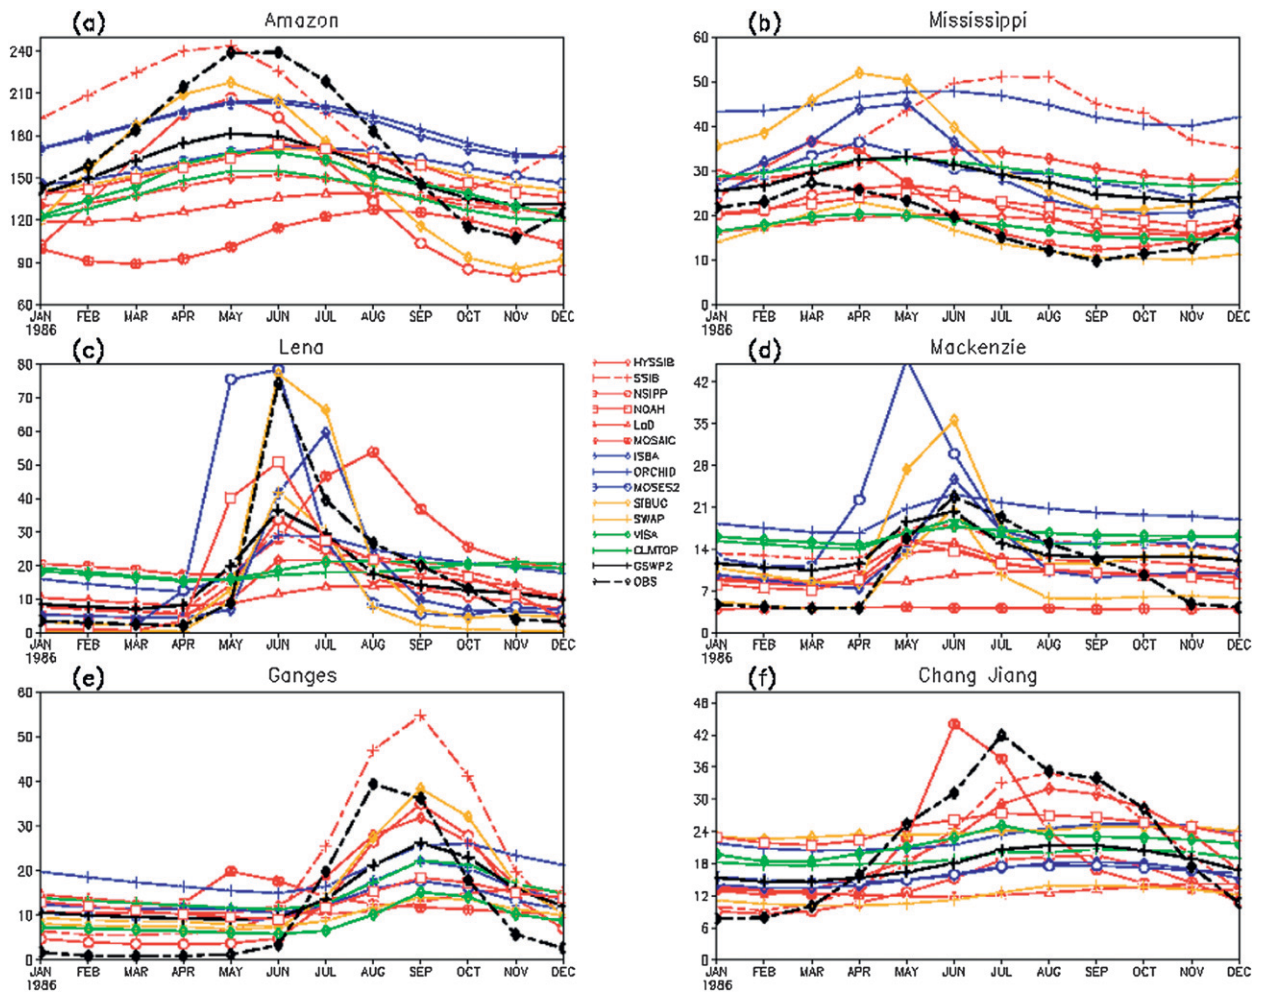 (a) Amazon
240
210
180
150
120
90
60
JAN FEB MAR APR MAY JUN JUL AUG SEP OCT NOV DEC
1986
(b) Mississippi
60
50
40
30
20
10
0
JAN FEB MAR APR MAY JUN JUL AUG SEP OCT NOV DEC
1986
(c) Lena
80
70
60
50
40
30
20
10
0
JAN FEB MAR APR MAY JUN JUL AUG SEP OCT NOV DEC
1986
HYSSIB
SSIB
NSIPP
NOAH
LaD
MOSAIC
ISBA
ORCHID
MOSES2
SIBUC
SWAP
VISA
CLMTOP
GSWP2
OBS
(d) Mackenzie
42
35
28
21
14
7
0
JAN FEB MAR APR MAY JUN JUL AUG SEP OCT NOV DEC
1986
(e) Ganges
60
50
40
30
20
10
0
JAN FEB MAR APR MAY JUN JUL AUG SEP OCT NOV DEC
1986
(f) Chang Jiang
48
42
36
30
24
18
12
6
0
JAN FEB MAR APR MAY JUN JUL AUG SEP OCT NOV DEC
1986